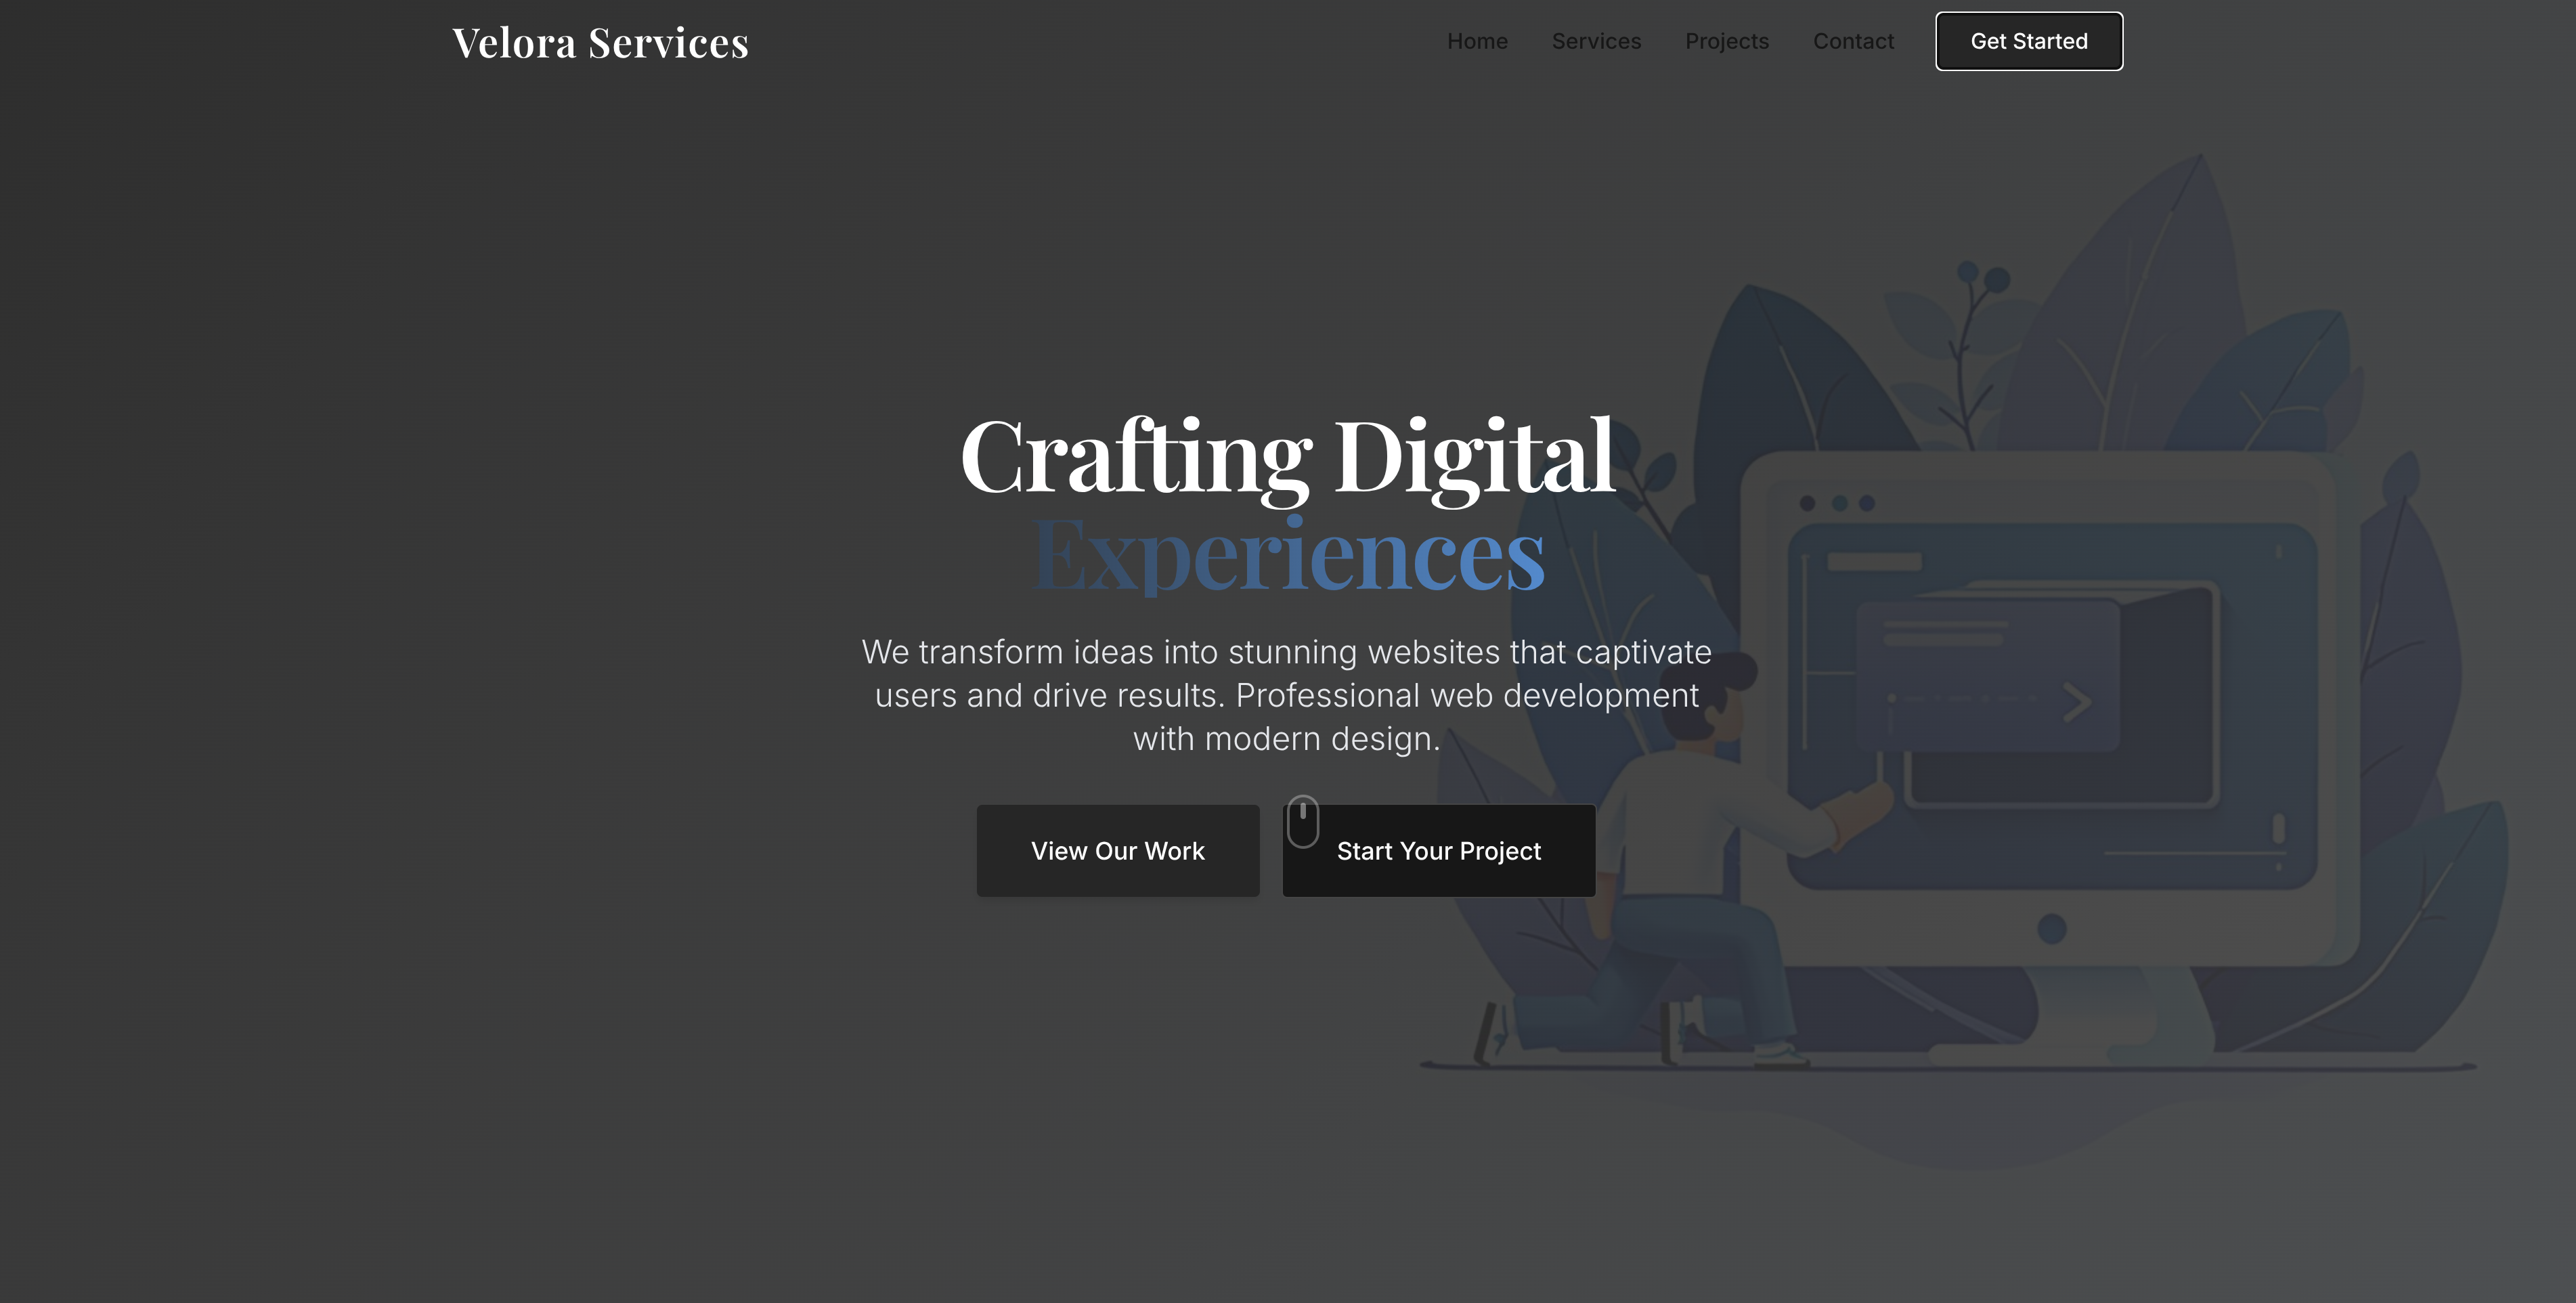 Velora Services
Home
Services
Projects
Contact
Get Started
Crafting Digital
Experiences
We transform ideas into stunning websites that captivate
users and drive results. Professional web development
with modern design.
View Our Work
Start Your Project